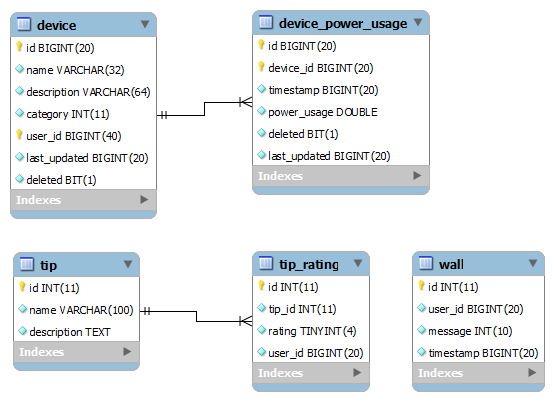 device
id BIGINT(20)
name VARCHAR(32)
description VARCHAR(64)
category INT(11)
user_id BIGINT(40)
last_updated BIGINT(20)
deleted BIT(1)
Indexes
device_power_usage
id BIGINT(20)
device_id BIGINT(20)
timestamp BIGINT(20)
power_usage DOUBLE
deleted BIT(1)
last_updated BIGINT(20)
Indexes
tip
id INT(11)
name VARCHAR(100)
description TEXT
Indexes
tip_rating
id INT(11)
tip_id INT(11)
rating TINYINT(4)
user_id BIGINT(20)
Indexes
wall
id INT(11)
user_id BIGINT(20)
message INT(10)
timestamp BIGINT(20)
Indexes